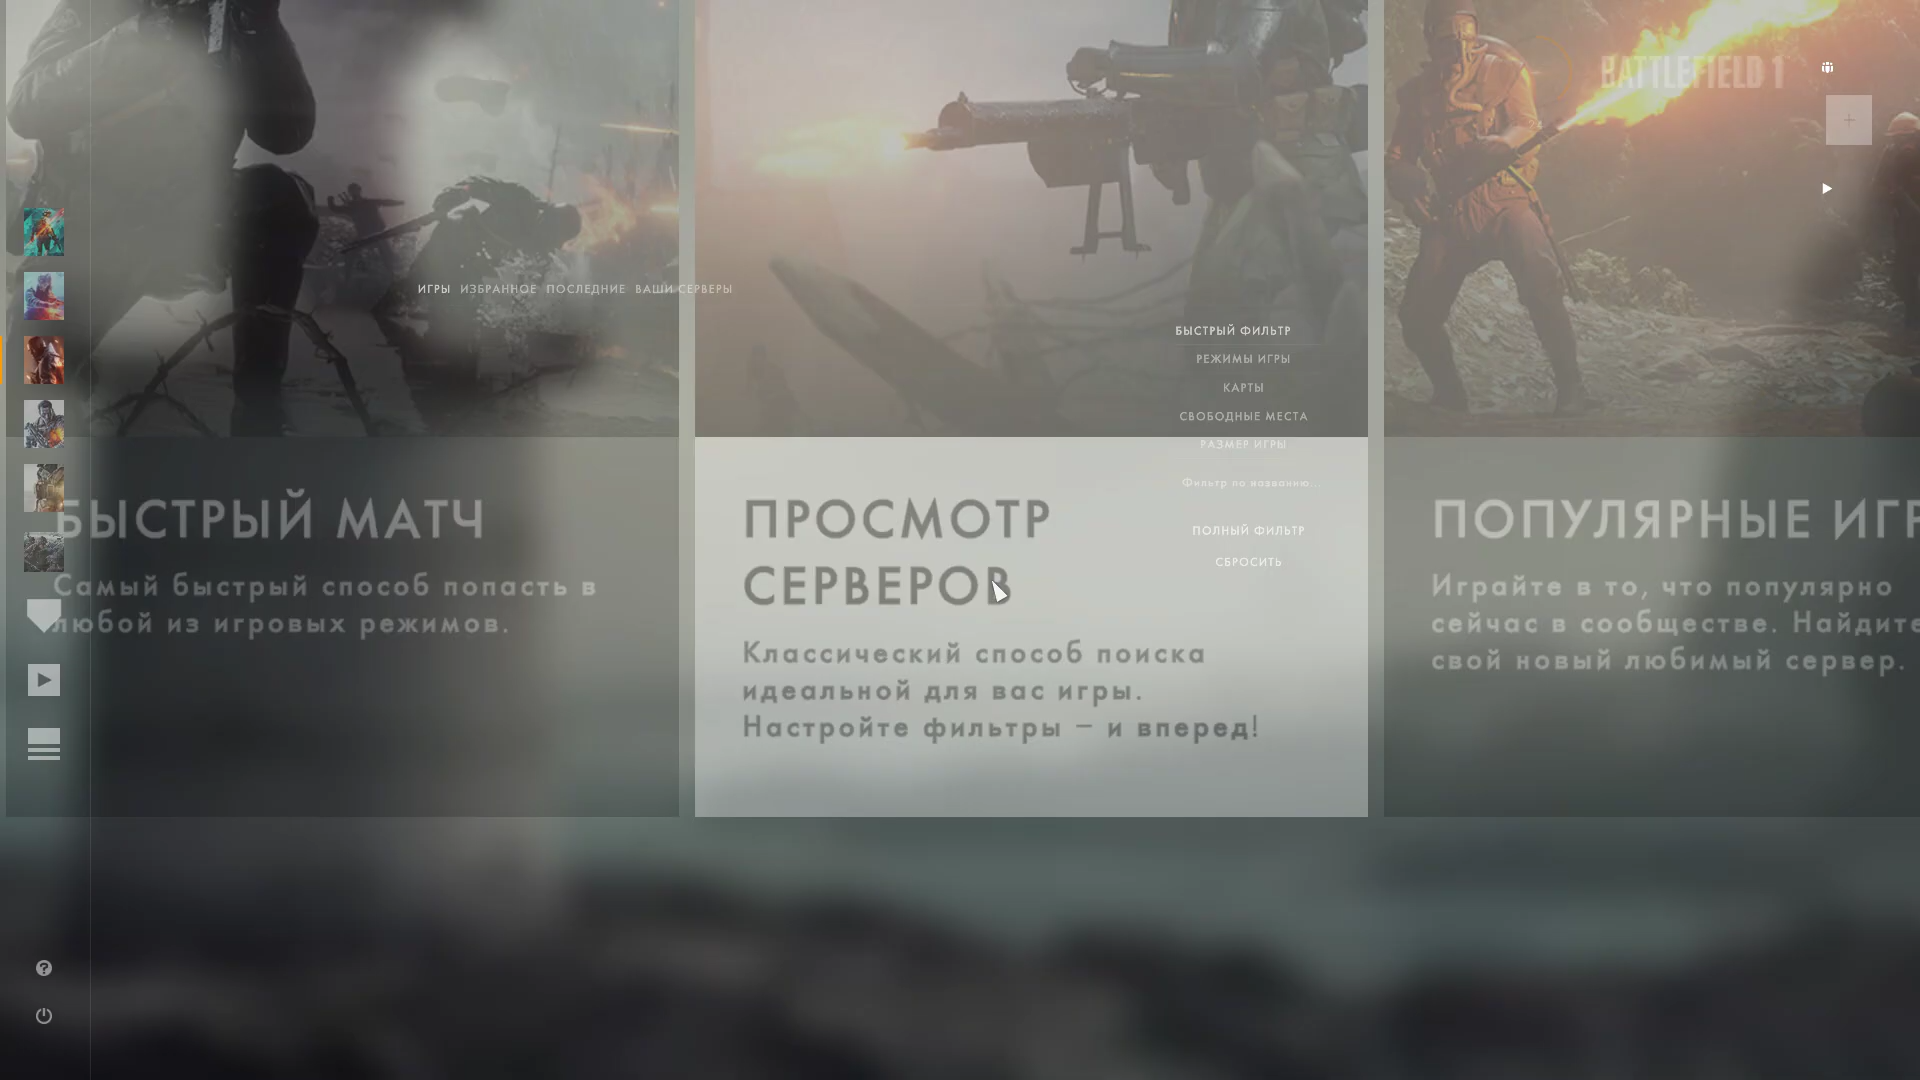 BATTLEFIELD 1
ИГРЫ ИЗБРАННОЕ ПОСЛЕДНИЕ ВАШИ СЕРВЕРЫ
БЫСТРЫЙ ФИЛЬТР
РЕЖИМЫ ИГРЫ
КАРТЫ
СВОБОДНЫЕ МЕСТА
РАЗМЕР ИГРЫ
Фильтр по названию...
ПОЛНЫЙ ФИЛЬТР
СБРОСИТЬ
БЫСТРЫЙ МАТЧ
Самый быстрый способ попасть в
любой из игровых режимов.
ПРОСМОТР
СЕРВЕРОВ
Классический способ поиска
идеальной для вас игры.
Настройте фильтры – и вперед!
ПОПУЛЯРНЫЕ ИГР
Играйте в то, что популярно
сейчас в сообществе. Найдите
свой новый любимый сервер.